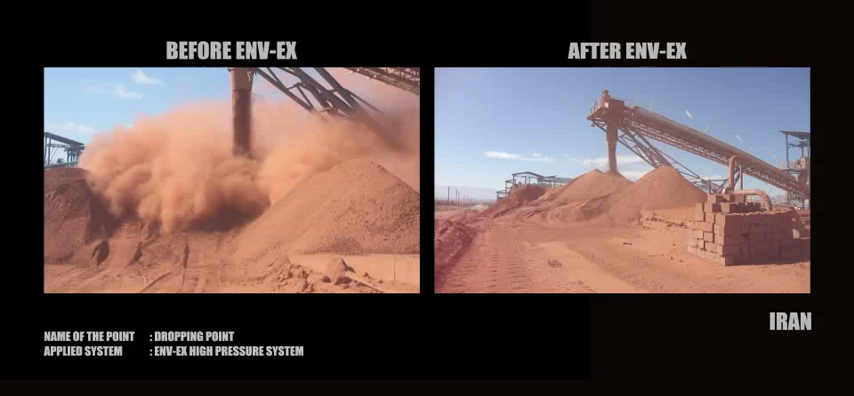 BEFORE ENV-EX
AFTER ENV-EX
IRAN
NAME OF THE POINT : DROPPING POINT
APPLIED SYSTEM : ENV-EX HIGH PRESSURE SYSTEM